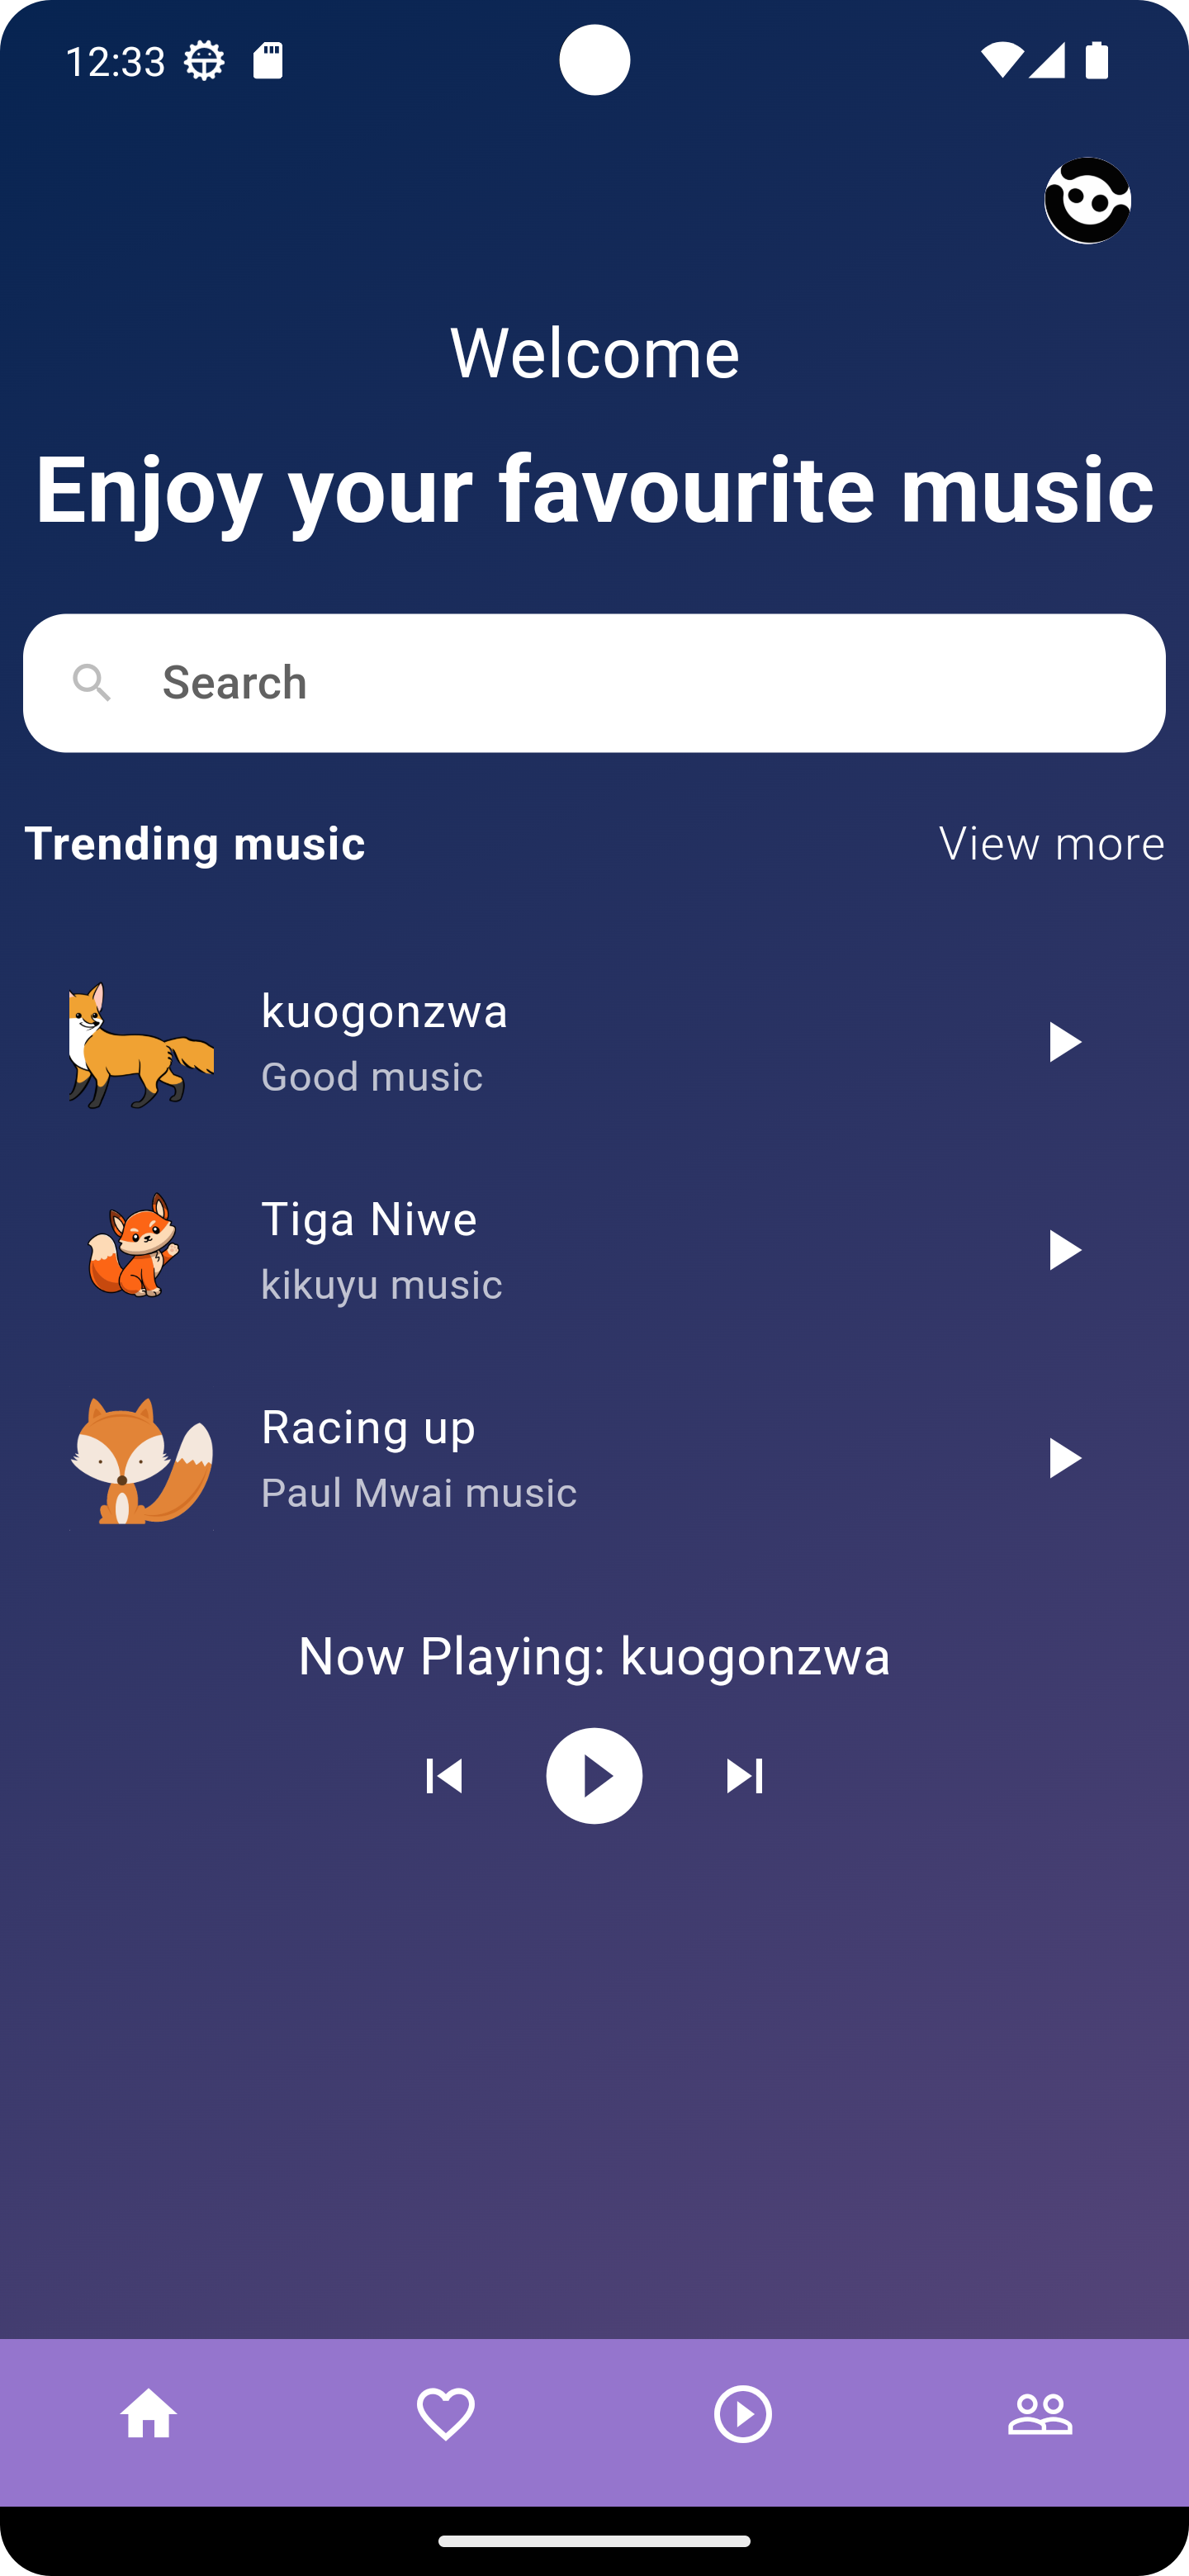 12:33
Welcome
Enjoy your favourite music
Search
Trending music
View more
kuogonzwa
Good music
Tiga Niwe
kikuyu music
Racing up
Paul Mwai music
Now Playing: kuogonzwa